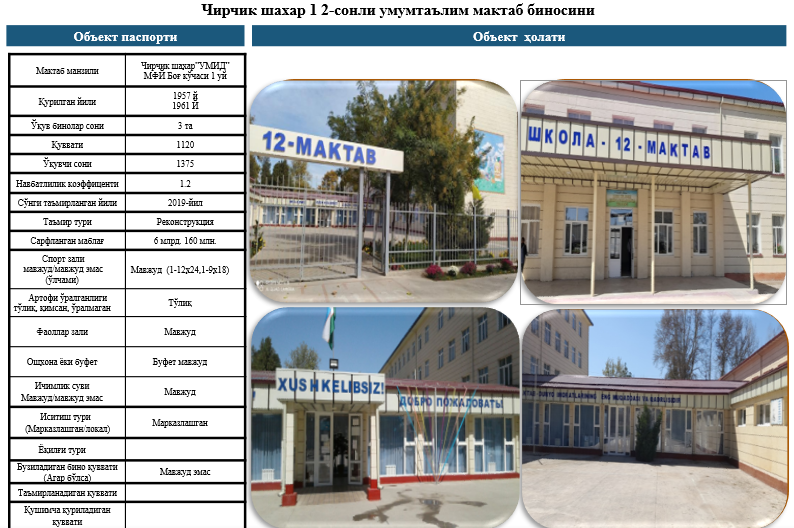 Чирчик шахар 1 2-сонли умумтаълим мактаб биносини
Объект паспорти
Объект ҳолати
Мактаб манзили
Чирчиқ шаҳар"УМИД"
МФЙ Боғ кўчаси 1 уй
Қурилган йили
1957 й
1961 Й
Ўқув бинолар сони
3 та
Қуввати
1120
Ўқувчи сони
1375
Навбатлилик коэффиценти
1.2
Сўнги таъмирланган йили
2019-йил
Таъмир тури
Реконструкция
Сарфланган маблағ
6 млрд. 160 млн.
Спорт зали
мавжуд/мавжуд эмас
(ўлчами)
Мавжуд (1-12х24,1-9х18)
Артофи ўралганлиги
тўлиқ, қимсан, ўралмаган
Тўлиқ
Фаоллар зали
Мавжуд
Ошхона ёки буфет
Буфет мавжуд
Ичимлик суви
Мавжуд/мавжуд эмас
Мавжуд
Иситиш тури
(Марказлашган/локал)
Марказлашган
Ёқилғи тури
Бузиладиган бино қуввати
(Агар бўлса)
Мавжуд эмас
Таъмирланадиган қуввати
Қушимча қуриладиган
қуввати
12-МАКТАВ
ШКОЛА - 12 - МАКТАВ
XUSH KELIBSIZ!
ДОБРО ПОЖАЛОВАТЬ!